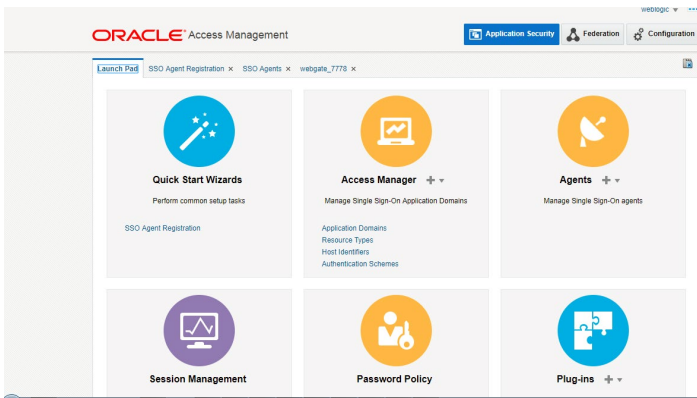 weblogic
ORACLE Access Management
Application Security
Federation
Configuration
Launch Pad
SSO Agent Registration ×
SSO Agents ×
webgate_7778 ×
Quick Start Wizards
Perform common setup tasks
SSO Agent Registration
Access Manager
Manage Single Sign-On Application Domains
Application Domains
Resource Types
Host Identifiers
Authentication Schemes
Agents
Manage Single Sign-On agents
Session Management
Password Policy
Plug-ins